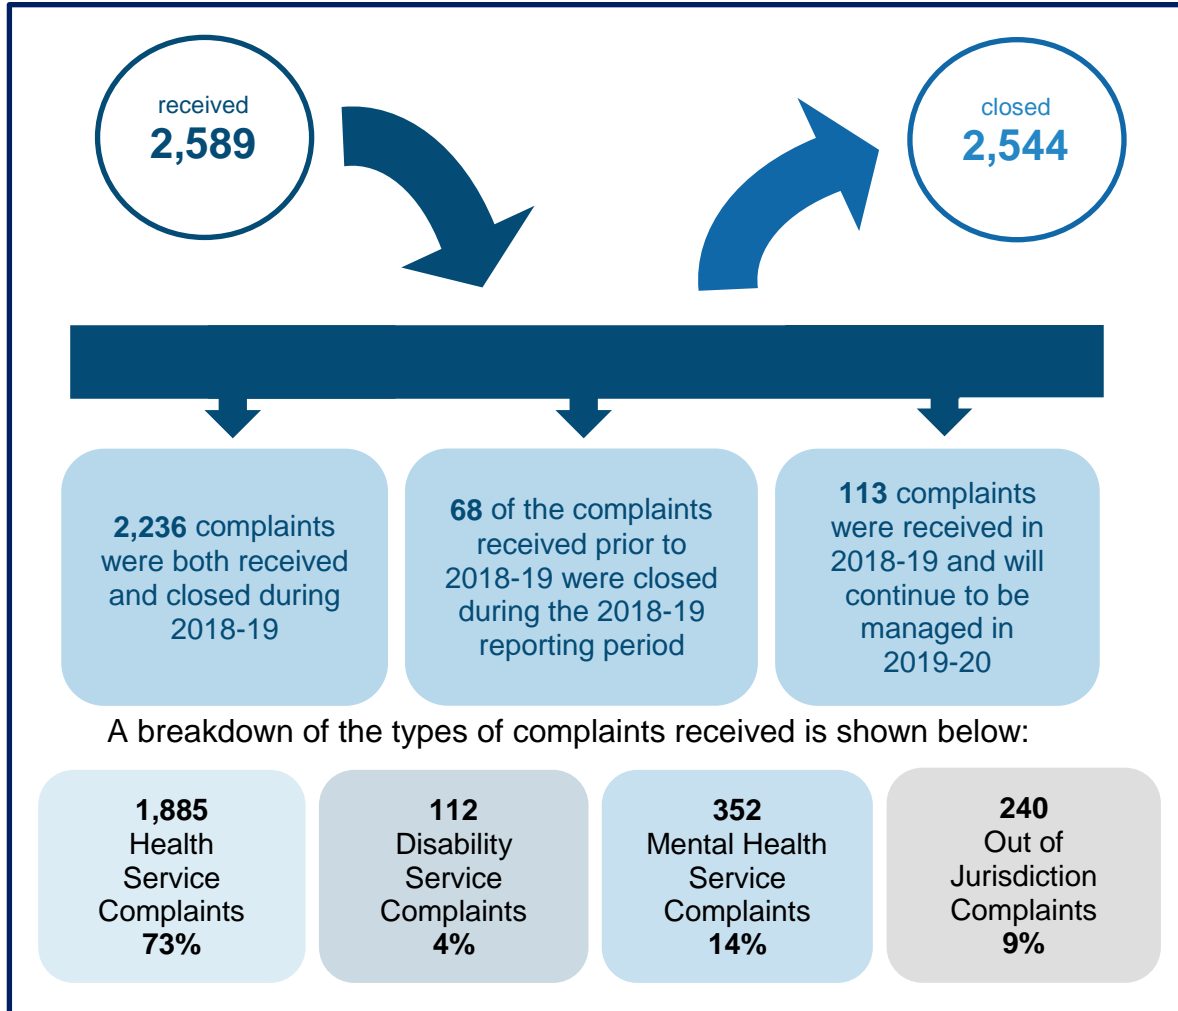 received
2,589
closed
2,544
2,236 complaints
were both received
and closed during
2018-19
68 of the complaints
received prior to
2018-19 were closed
during the 2018-19
reporting period
113 complaints
were received in
2018-19 and will
continue to be
managed in
2019-20
A breakdown of the types of complaints received is shown below:
1,885
Health
Service
Complaints
73%
112
Disability
Service
Complaints
4%
352
Mental Health
Service
Complaints
14%
240
Out of
Jurisdiction
Complaints
9%